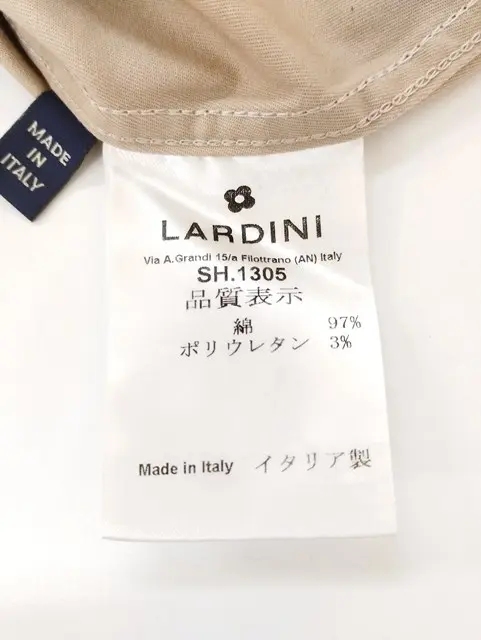 MADE
IN
ITALY
LARDINI
Via A.Grandi 15/a Filottrano (AN) Italy
SH.1305
品質表示
綿 97%
ポリウレタン 3%
Made in Italy イタリア製